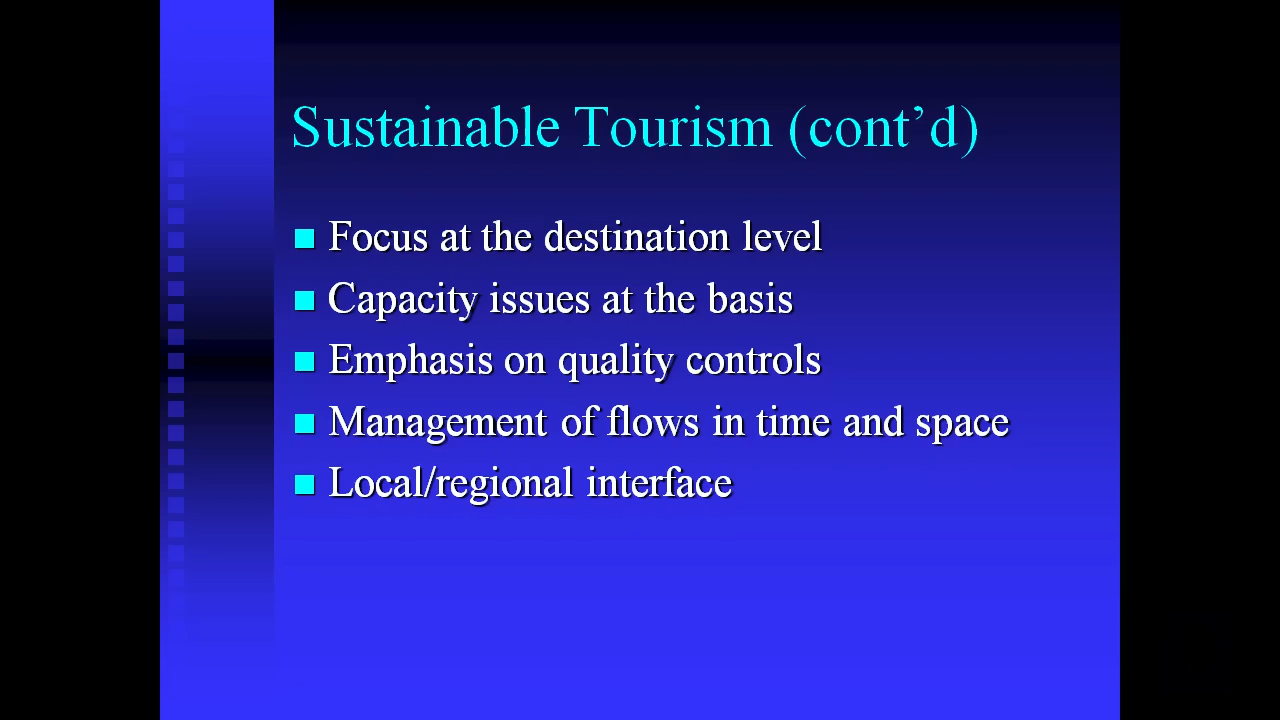 Sustainable Tourism (cont’d)
Focus at the destination level
Capacity issues at the basis
Emphasis on quality controls
Management of flows in time and space
Local/regional interface